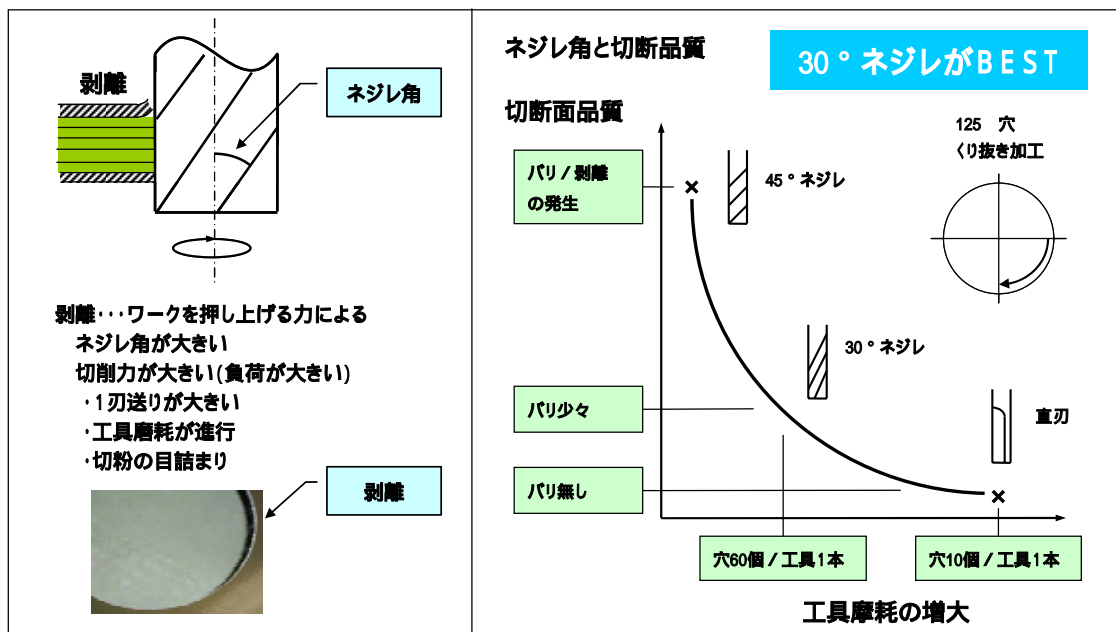 剥離
ネジレ角
剥離・・・ワークを押し上げる力による
ネジレ角が大きい
切削力が大きい(負荷が大きい)
・1刃送りが大きい
・工具磨耗が進行
・切粉の目詰まり
剥離
ネジレ角と切断品質
30°ネジレがBEST
切断面品質
125 穴
くり抜き加工
バリ/剥離
の発生
45°ネジレ
30°ネジレ
バリ少々
直刃
バリ無し
穴60個/工具1本
穴10個/工具1本
工具摩耗の増大